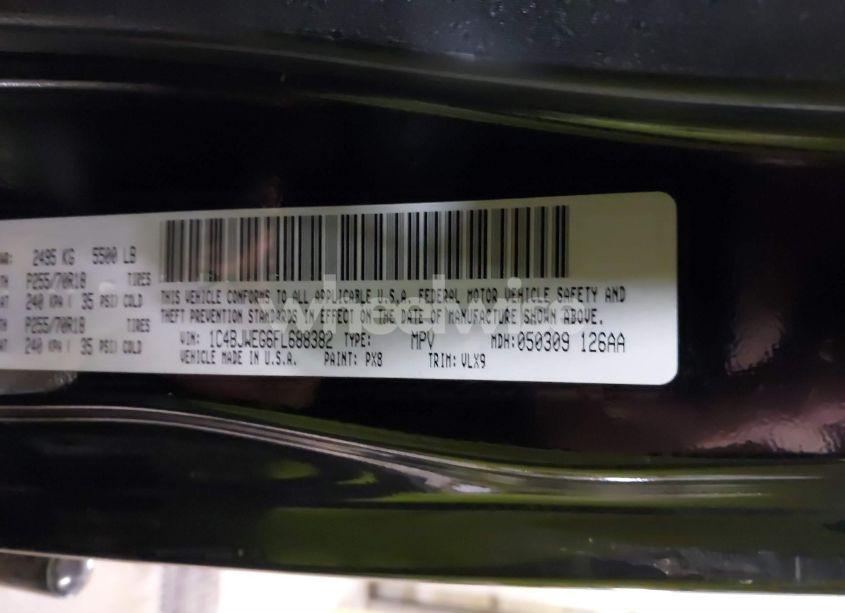 2495 KG 5500 LB
P255/70R18 TIRES
240 KPA ( 35 PSI) COLD
P255/70R18 TIRES
240 KPA ( 35 PSI) COLD
THIS VEHICLE CONFORMS TO ALL APPLICABLE U.S.A. FEDERAL MOTOR VEHICLE SAFETY AND
THEFT PREVENTION STANDARDS IN EFFECT ON THE DATE OF MANUFACTURE SHOWN ABOVE.
VIN: 1C4BJWEG6FL688382 TYPE: MPV MDH: 050309 126AA
VEHICLE MADE IN U.S.A. PAINT: PX8 TRIM: VLX9